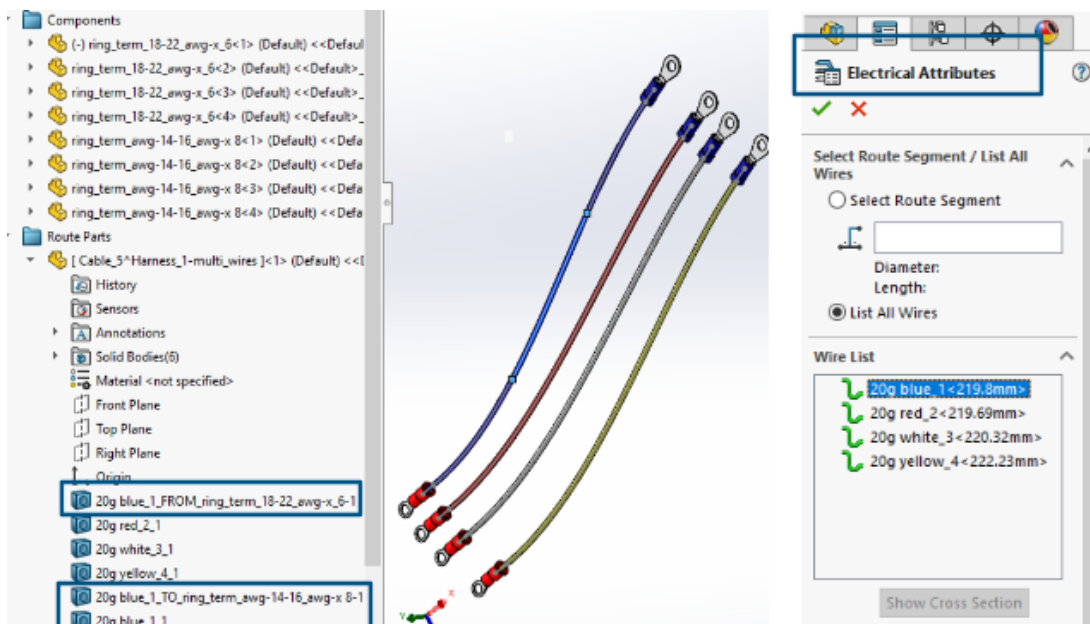 Components
(-) ring_term_18-22_awg-x_6<1> (Default) <<Defaul
ring_term_18-22_awg-x_6<2> (Default) <<Default>_
ring_term_18-22_awg-x_6<3> (Default) <<Default>_
ring_term_18-22_awg-x_6<4> (Default) <<Default>_
ring_term_awg-14-16_awg-x 8<1> (Default) <<Defa
ring_term_awg-14-16_awg-x 8<2> (Default) <<Defa
ring_term_awg-14-16_awg-x 8<3> (Default) <<Defa
ring_term_awg-14-16_awg-x 8<4> (Default) <<Defa
Route Parts
[ Cable_5^Harness_1-multi_wires ]<1> (Default) <<D
History
Sensors
Annotations
Solid Bodies(6)
Material <not specified>
Front Plane
Top Plane
Right Plane
Origin
20g blue_1_FROM_ring_term_18-22_awg-x_6-1
20g red_2_1
20g white_3_1
20g yellow_4_1
20g blue_1_TO_ring_term_awg-14-16_awg-x 8-1
20g blue_1_1
Y
X
Electrical Attributes
?
Select Route Segment / List All
Wires
Select Route Segment
Diameter:
Length:
List All Wires
Wire List
20g blue_1<219.8mm>
20g red_2<219.69mm>
20g white_3<220.32mm>
20g yellow_4<222.23mm>
Show Cross Section